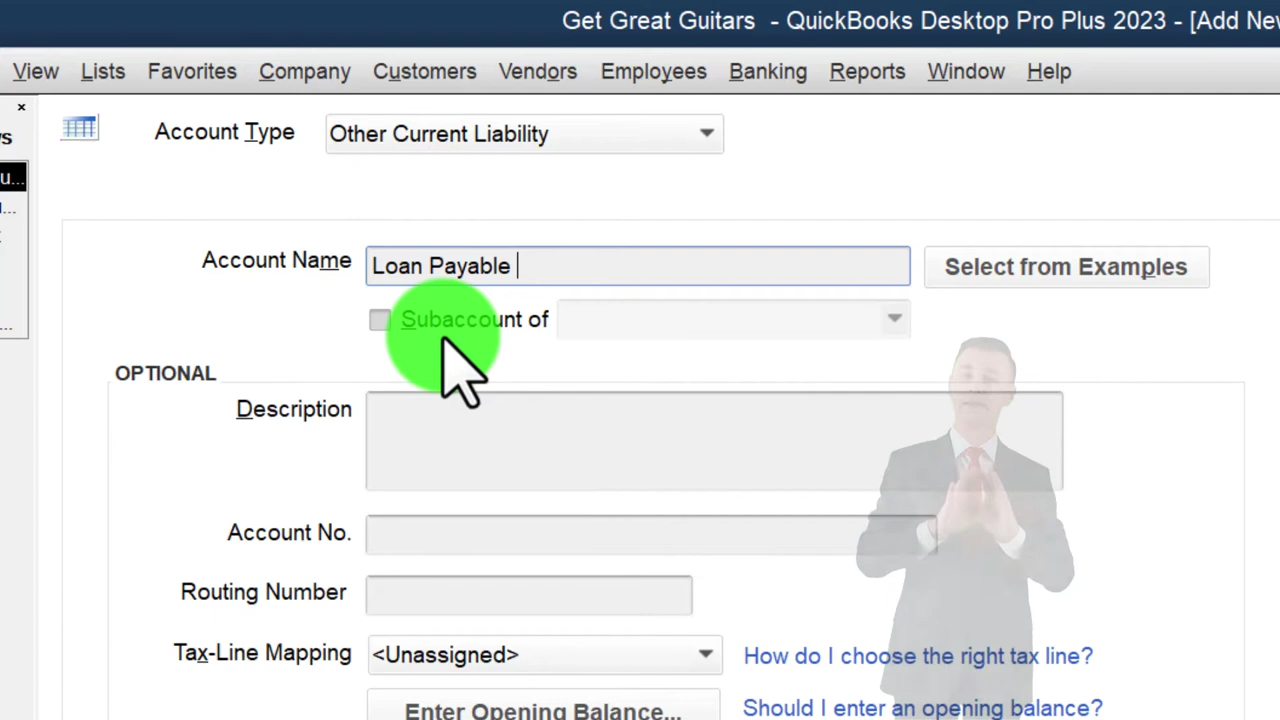 Get Great Guitars - QuickBooks Desktop Pro Plus 2023 - [Add Ne
View Lists Favorites Company Customers Vendors Employees Banking Reports Window Help
Account Type Other Current Liability
Account Name Loan Payable Select from Examples
Subaccount of
OPTIONAL
Description
Account No.
Routing Number
Tax-Line Mapping <Unassigned> How do I choose the right tax line?
Enter Opening Balance... Should I enter an opening balance?